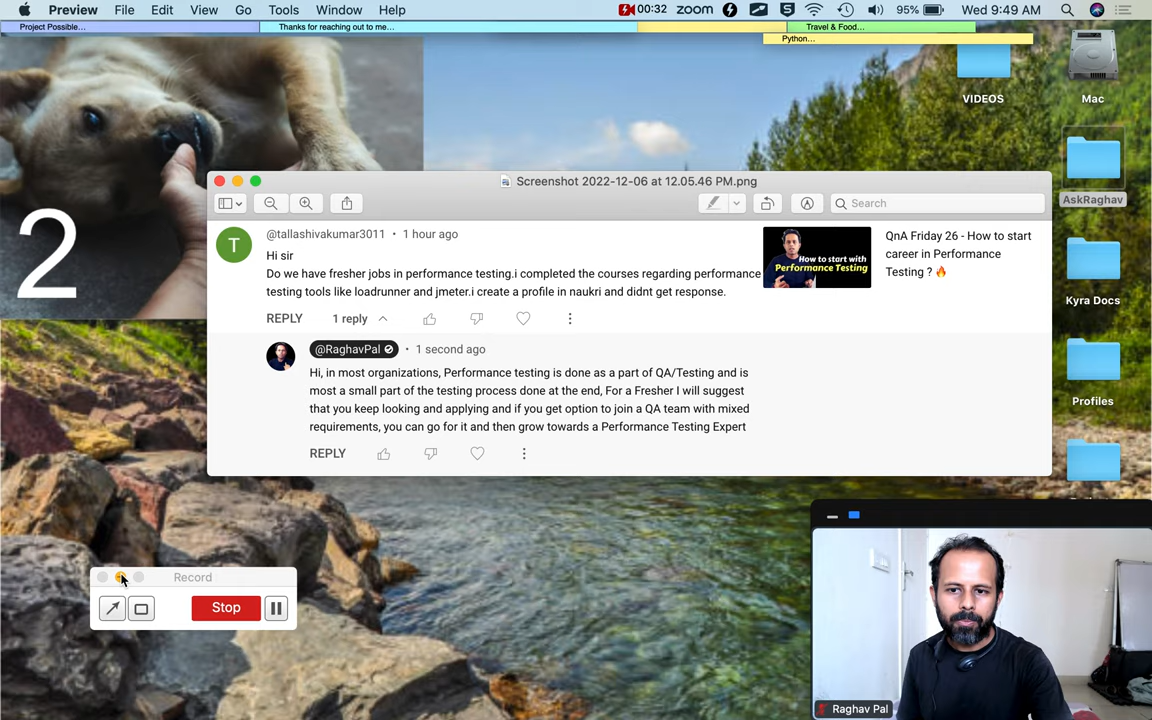 Preview File Edit View Go Tools Window Help 00:32 zoom 95% Wed 9:49 AM
Project Possible... Thanks for reaching out to me... Travel & Food...
Python...
VIDEOS
Mac
2
Screenshot 2022-12-06 at 12.05.46 PM.png
Search
AskRaghav
T
@tallashivakumar3011 • 1 hour ago
Hi sir
Do we have fresher jobs in performance testing.i completed the courses regarding performance
testing tools like loadrunner and jmeter.i create a profile in naukri and didnt get response.
REPLY 1 reply
How to start with
Performance Testing
QnA Friday 26 - How to start
career in Performance
Testing ? 🔥
Kyra Docs
@RaghavPal • 1 second ago
Hi, in most organizations, Performance testing is done as a part of QA/Testing and is
most a small part of the testing process done at the end, For a Fresher I will suggest
that you keep looking and applying and if you get option to join a QA team with mixed
requirements, you can go for it and then grow towards a Performance Testing Expert
REPLY
Profiles
Record
Stop
Raghav Pal